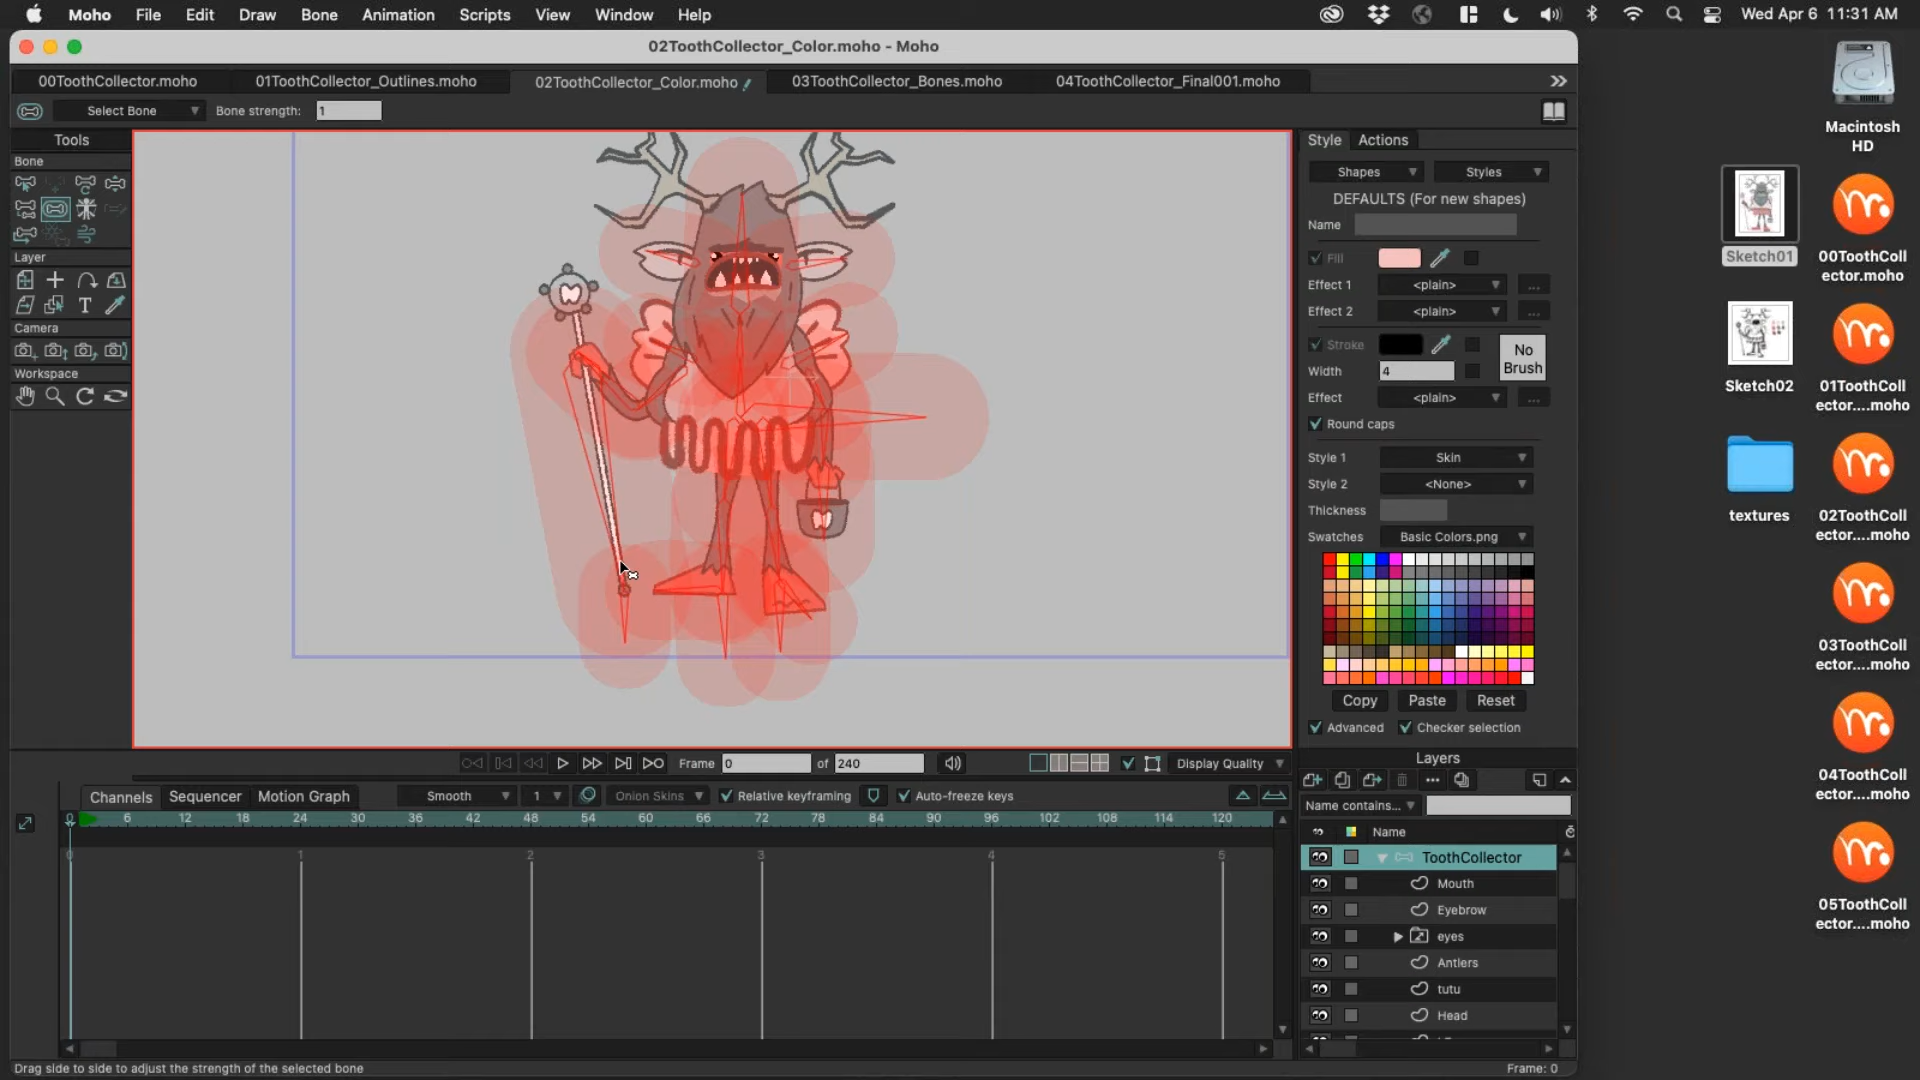 Moho File Edit Draw Bone Animation Scripts View Window Help Wed Apr 6 11:31 AM
02ToothCollector_Color.moho - Moho
00ToothCollector.moho 01ToothCollector_Outlines.moho 02ToothCollector_Color.moho 03ToothCollector_Bones.moho 04ToothCollector_Final001.moho
Select Bone Bone strength: 1
Tools
Bone
Layer
Camera
Workspace
Style Actions
Shapes Styles
DEFAULTS (For new shapes)
Name
Fill
Effect 1 <plain> ...
Effect 2 <plain> ...
Stroke
No
Brush
Width 4
Effect <plain> ...
Round caps
Style 1 Skin
Style 2 <None>
Thickness
Swatches Basic Colors.png
Copy Paste Reset
Advanced Checker selection
Layers
Name contains...
Name
ToothCollector
Mouth
Eyebrow
eyes
Antlers
tutu
Head
Frame 0 of 240 Display Quality
Channels Sequencer Motion Graph Smooth 1 Onion Skins Relative keyframing Auto-freeze keys
6 12 18 24 30 36 42 48 54 60 66 72 78 84 90 96 102 108 114 120
0 1 2 3 4 5
Drag side to side to adjust the strength of the selected bone
Frame: 0
Macintosh
HD
Sketch01
00ToothColl
ector.moho
Sketch02
01ToothColl
ector....moho
textures
02ToothColl
ector....moho
03ToothColl
ector....moho
04ToothColl
ector....moho
05ToothColl
ector....moho